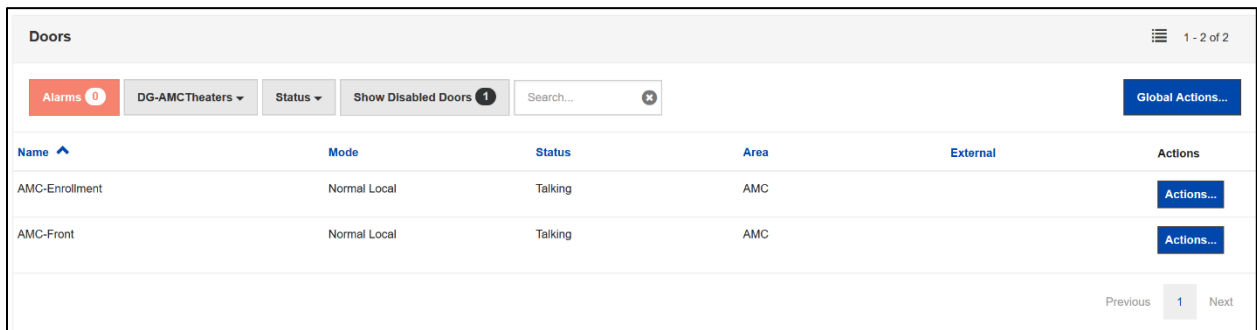 Doors
1 - 2 of 2
Alarms 0 DG-AMCTheaters Status Show Disabled Doors 1 Search... Global Actions...
Name Mode Status Area External Actions
AMC-Enrollment Normal Local Talking AMC Actions...
AMC-Front Normal Local Talking AMC Actions...
Previous 1 Next